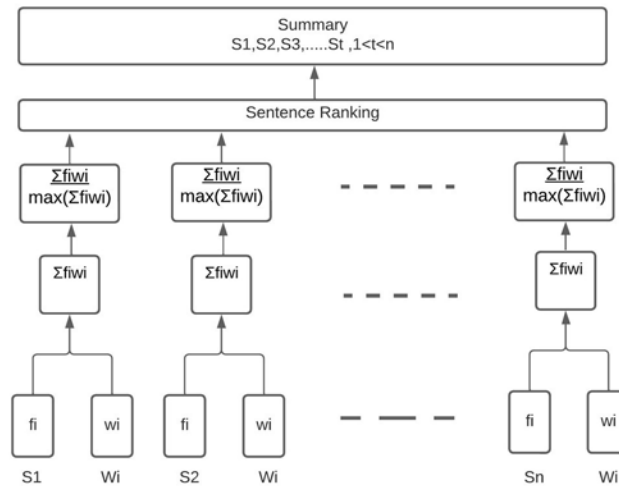 Summary
S1,S2,S3,.....St ,1<t<n
Sentence Ranking
Σfiwi
max(Σfiwi)
Σfiwi
max(Σfiwi)
Σfiwi
max(Σfiwi)
Σfiwi
Σfiwi
Σfiwi
fi
wi
fi
wi
fi
wi
S1
Wi
S2
Wi
Sn
Wi